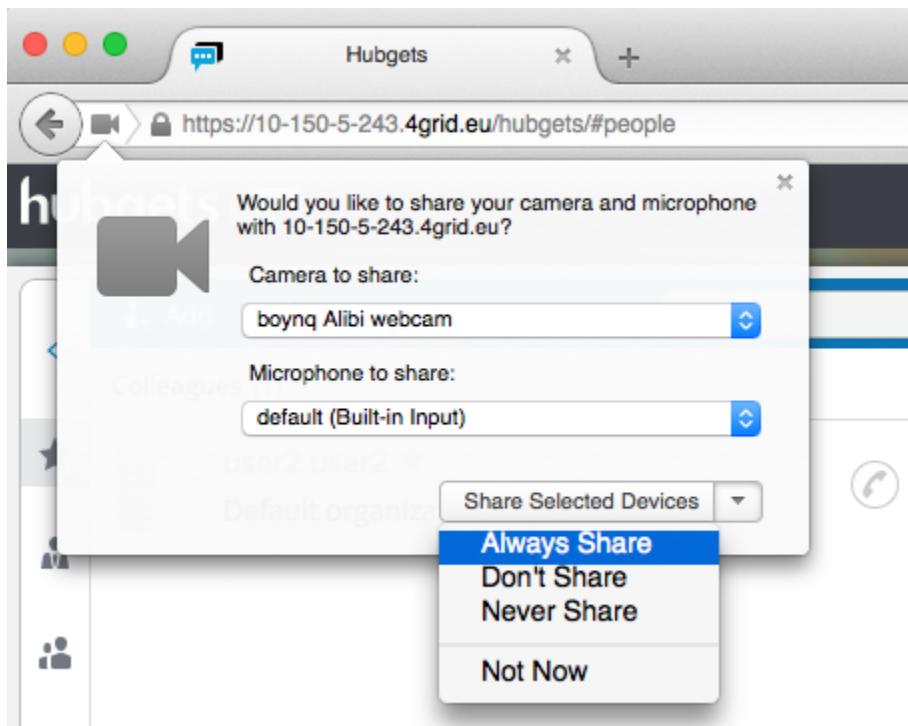 Hubgets
https://10-150-5-243.4grid.eu/hubgets/#people
hubgets
Would you like to share your camera and microphone
with 10-150-5-243.4grid.eu?
Camera to share:
Add
boynq Alibi webcam
Microphone to share:
Colleagues
default (Built-in Input)
user2 user2
Default organiza
Share Selected Devices
Always Share
Don't Share
Never Share
Not Now